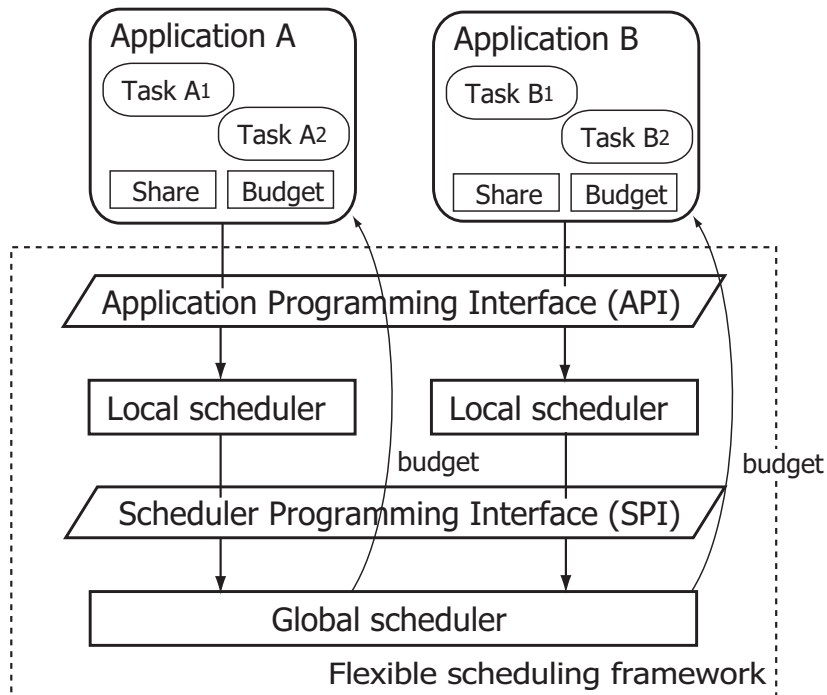 Application A
Application B
Task A1
Task B1
Task A2
Task B2
Share
Budget
Share
Budget
Application Programming Interface (API)
Local scheduler
Local scheduler
budget
budget
Scheduler Programming Interface (SPI)
Global scheduler
Flexible scheduling framework